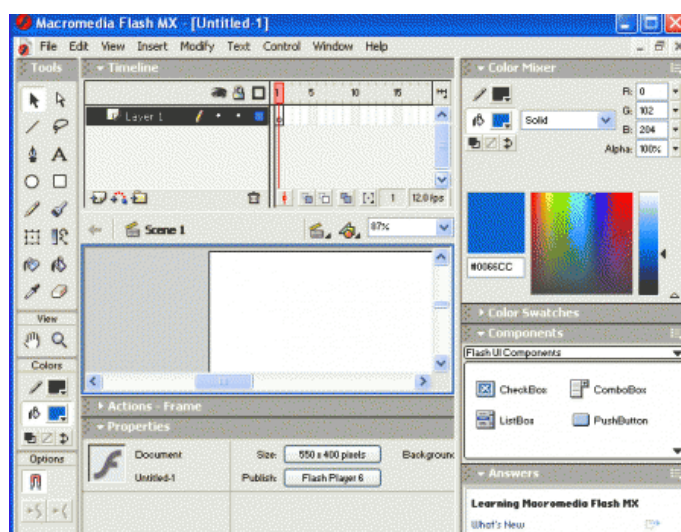 Macromedia Flash MX - [Untitled-1]
File Edit View Insert Modify Text Control Window Help
Tools
Timeline
1 5 10 15
Layer 1
1 12.0 fps
Scene 1
87%
View
Colors
Options
Actions - Frame
Properties
Document
Untitled-1
Size: 550 x 400 pixels
Publish: Flash Player 6
Backgroun
Color Mixer
R: 0
G: 102
B: 204
Alpha: 100%
Solid
#0066CC
Color Swatches
Components
Flash UI Components
CheckBox ComboBox
ListBox PushButton
Answers
Learning Macromedia Flash MX
What's New